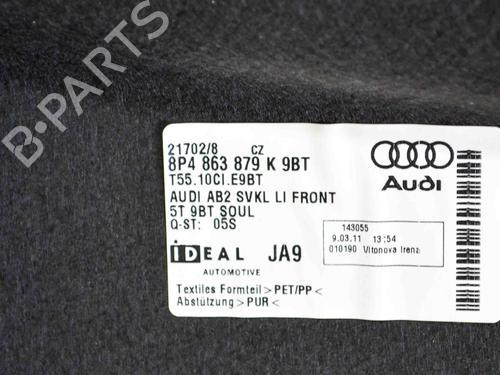 21702/8 CZ
8P4 863 879 K 9BT
T55.10CI.E9BT
AUDI AB2 SVKL LI FRONT
5T 9BT SOUL
Q-ST: 05S
IDEAL JA9
AUTOMOTIVE
Textiles Formteil>PET/PP<
Abstützung>PUR<
Audi
143055
9.03.11 13:54
010190 Vitonova Irena
B-PARTS